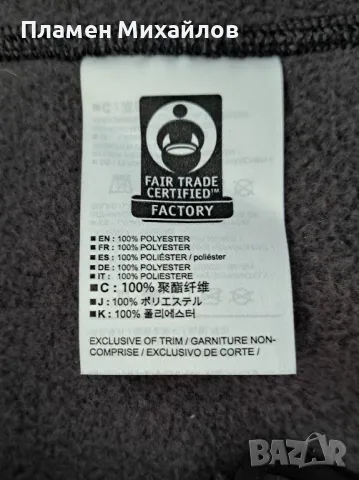 Пламен Михайлов
FAIR TRADE
CERTIFIED™
FACTORY
■ EN : 100% POLYESTER
■ FR : 100% POLYESTER
■ ES : 100% POLIÉSTER / poliéster
■ DE : 100% POLYESTER
■ IT : 100% POLIESTERE
■ C : 100% 聚酯纤维
■ J : 100% ポリエステル
■ K : 100% 폴리에스터
EXCLUSIVE OF TRIM / GARNITURE NON-
COMPRISE / EXCLUSIVO DE CORTE /
bazar